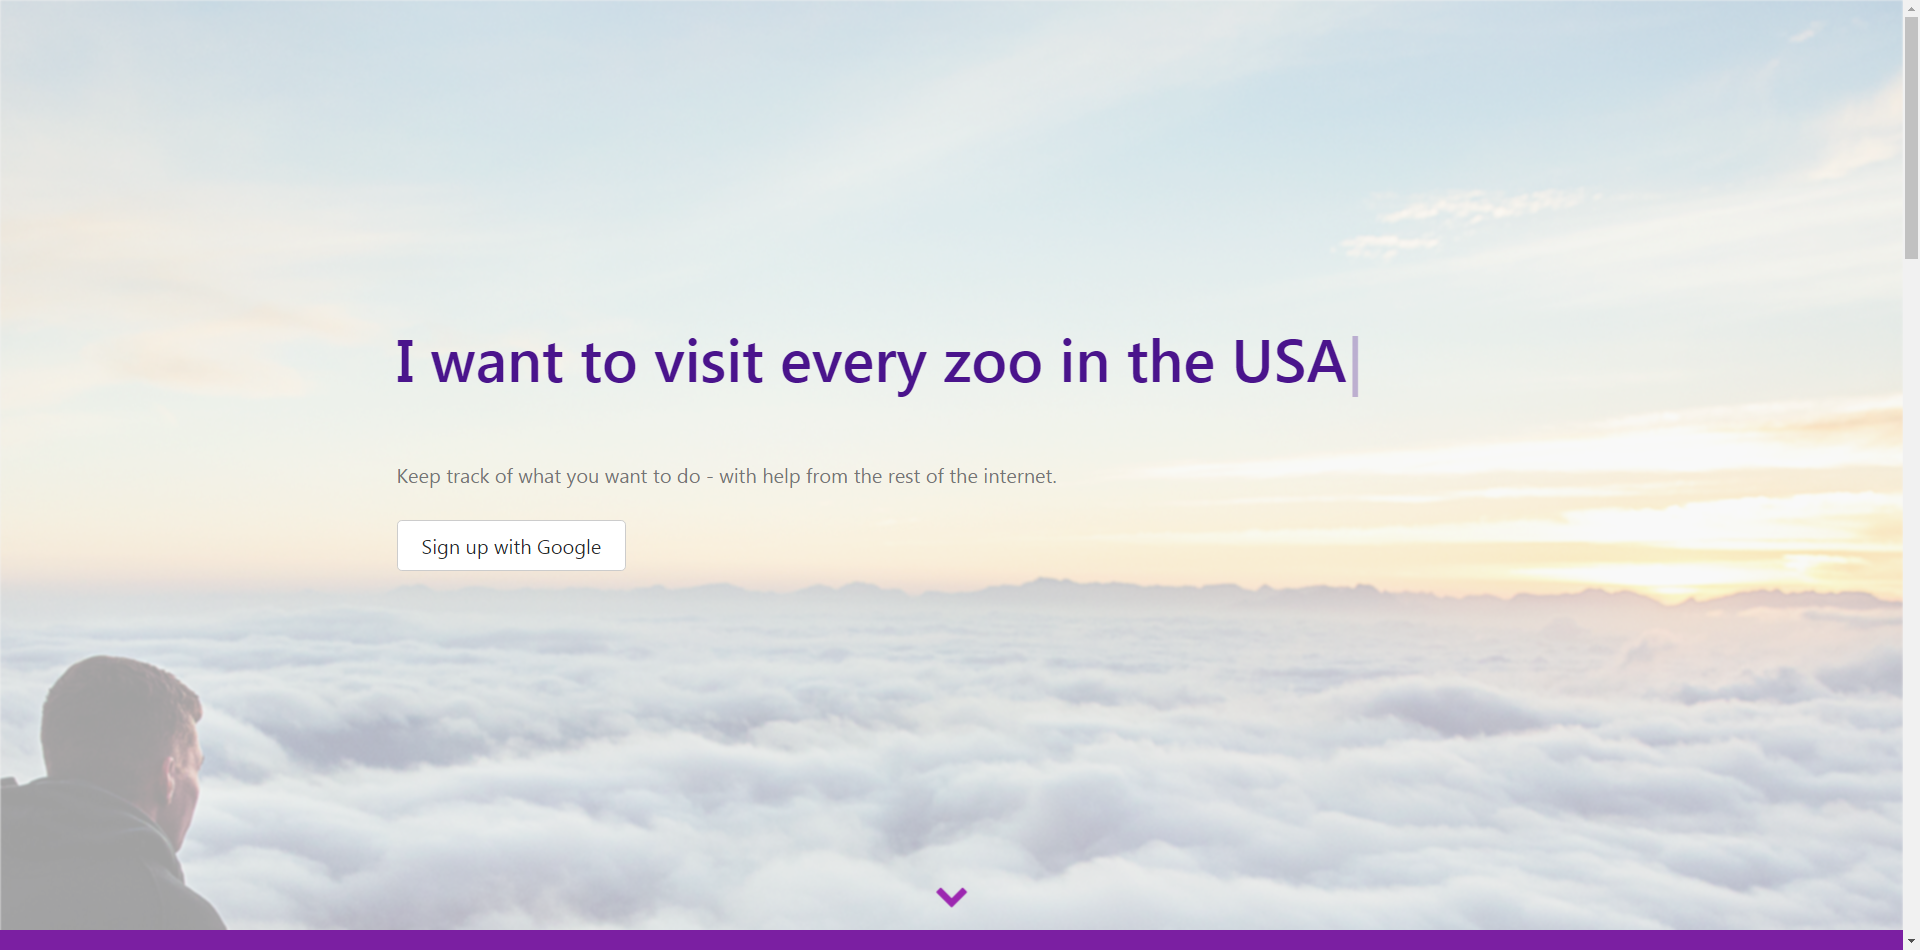 I want to visit every zoo in the USA
Keep track of what you want to do - with help from the rest of the internet.
Sign up with Google